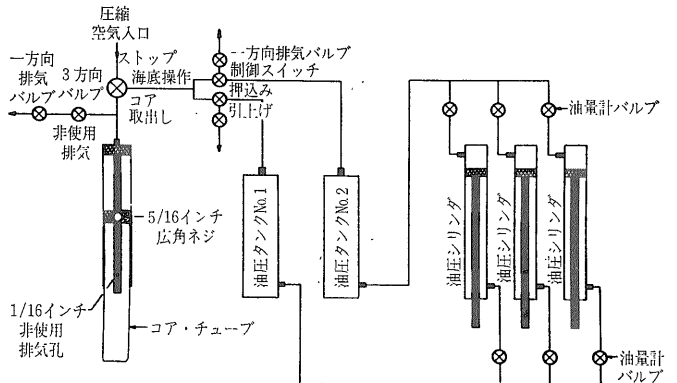 圧縮
空気入口
一方向
排気
バルブ
3方向
バルブ
ストップ
海底操作
コア
取出し
一方向排気バルブ
制御スイッチ
押込み
引上げ
非使用
排気
油量計バルブ
5/16インチ
広角ネジ
油圧タンクNo.1
油圧タンクNo.2
油圧シリンダ
油圧シリンダ
油圧シリンダ
1/16インチ
非使用
排気孔
コア・チューブ
油量計
バルブ